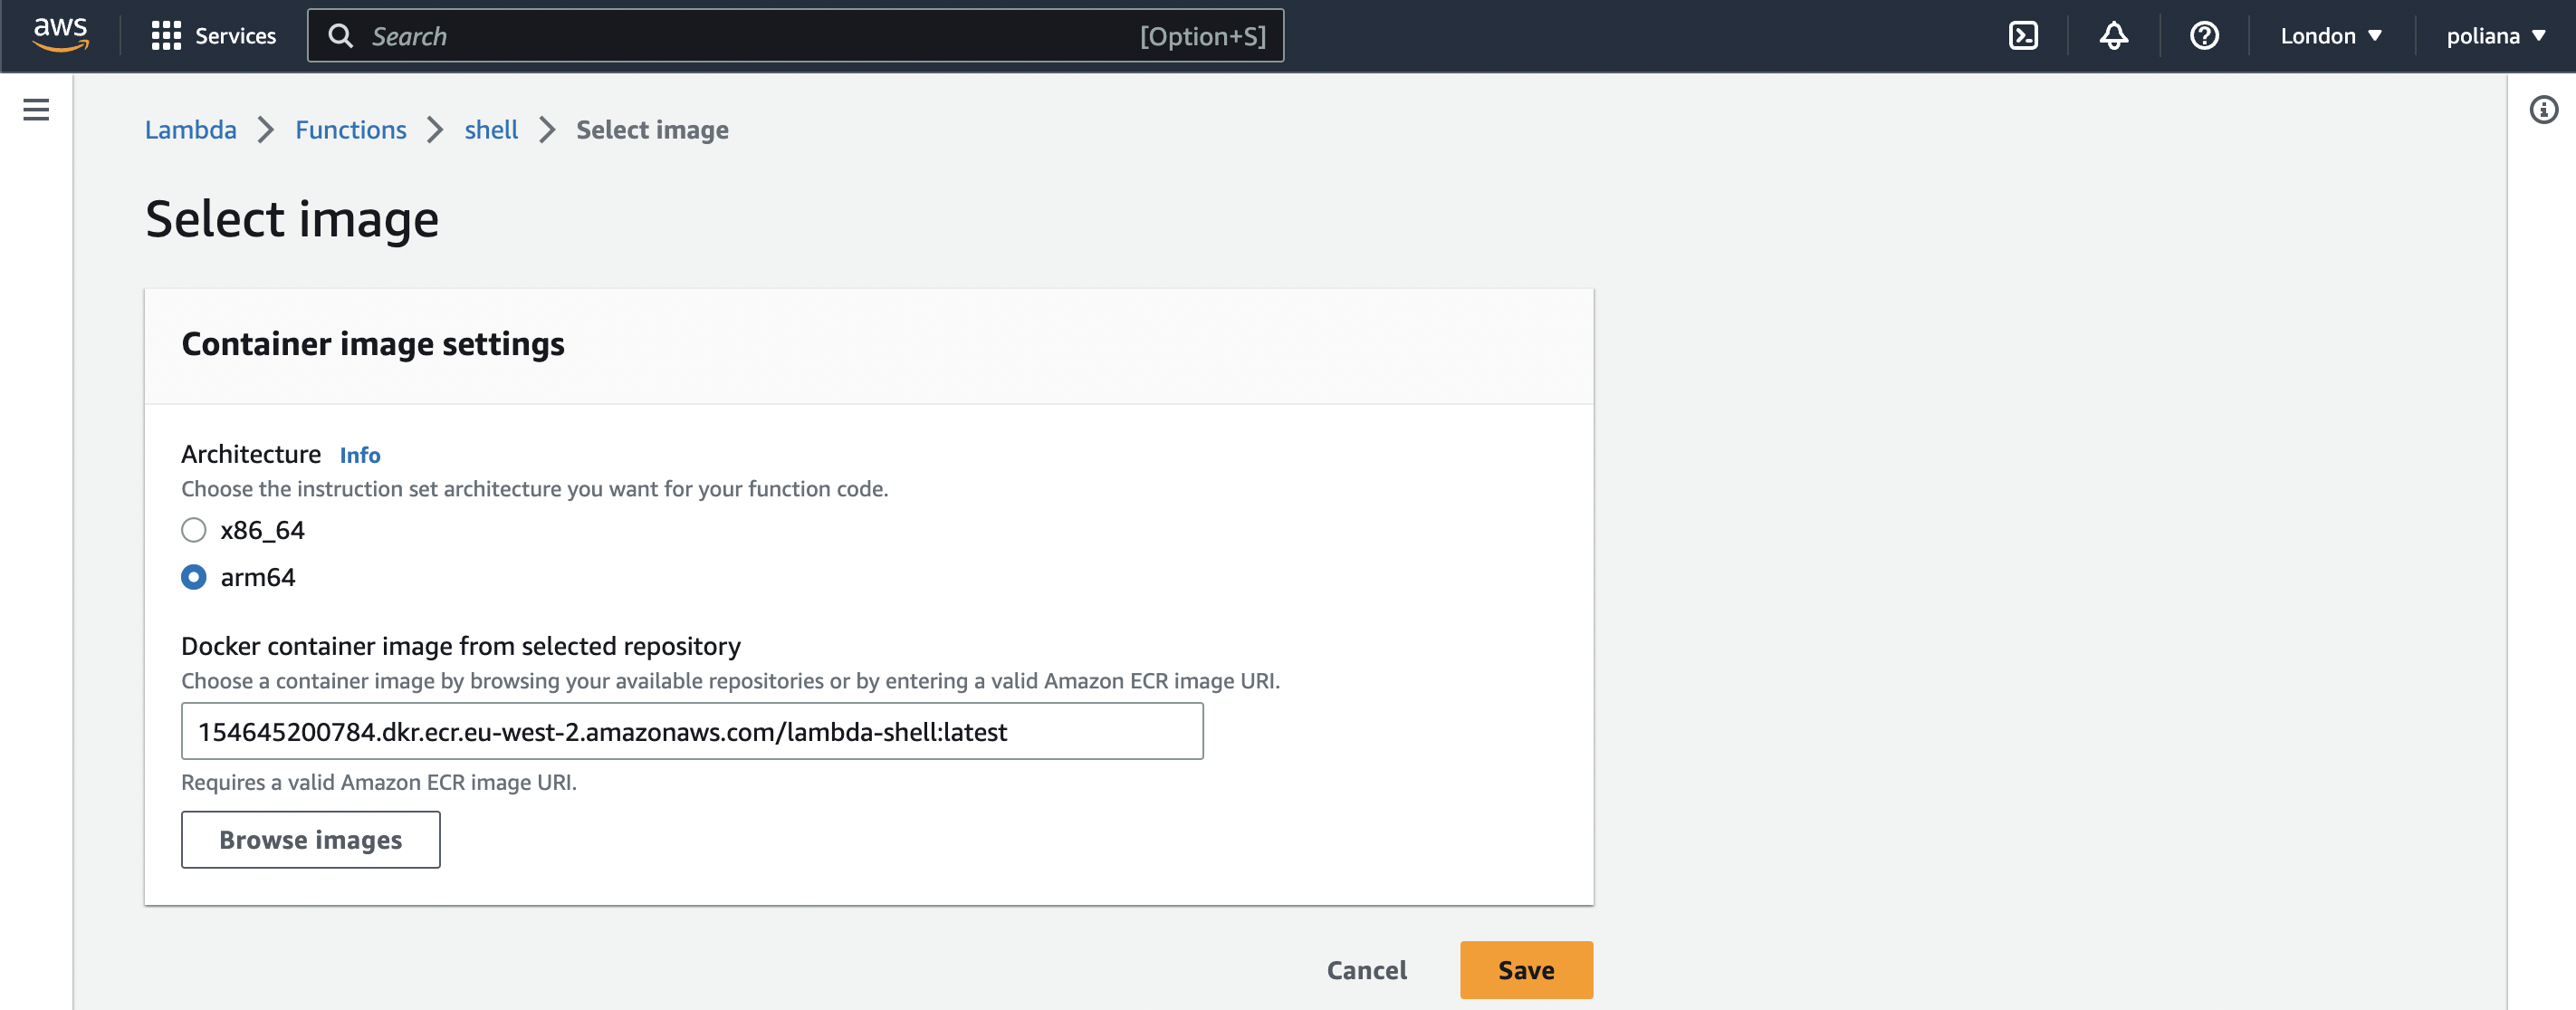 aws
Services
Search [Option+S]
London
poliana
Lambda > Functions > shell > Select image
Select image
Container image settings
Architecture Info
Choose the instruction set architecture you want for your function code.
x86_64
arm64
Docker container image from selected repository
Choose a container image by browsing your available repositories or by entering a valid Amazon ECR image URI.
154645200784.dkr.ecr.eu-west-2.amazonaws.com/lambda-shell:latest
Requires a valid Amazon ECR image URI.
Browse images
Cancel
Save